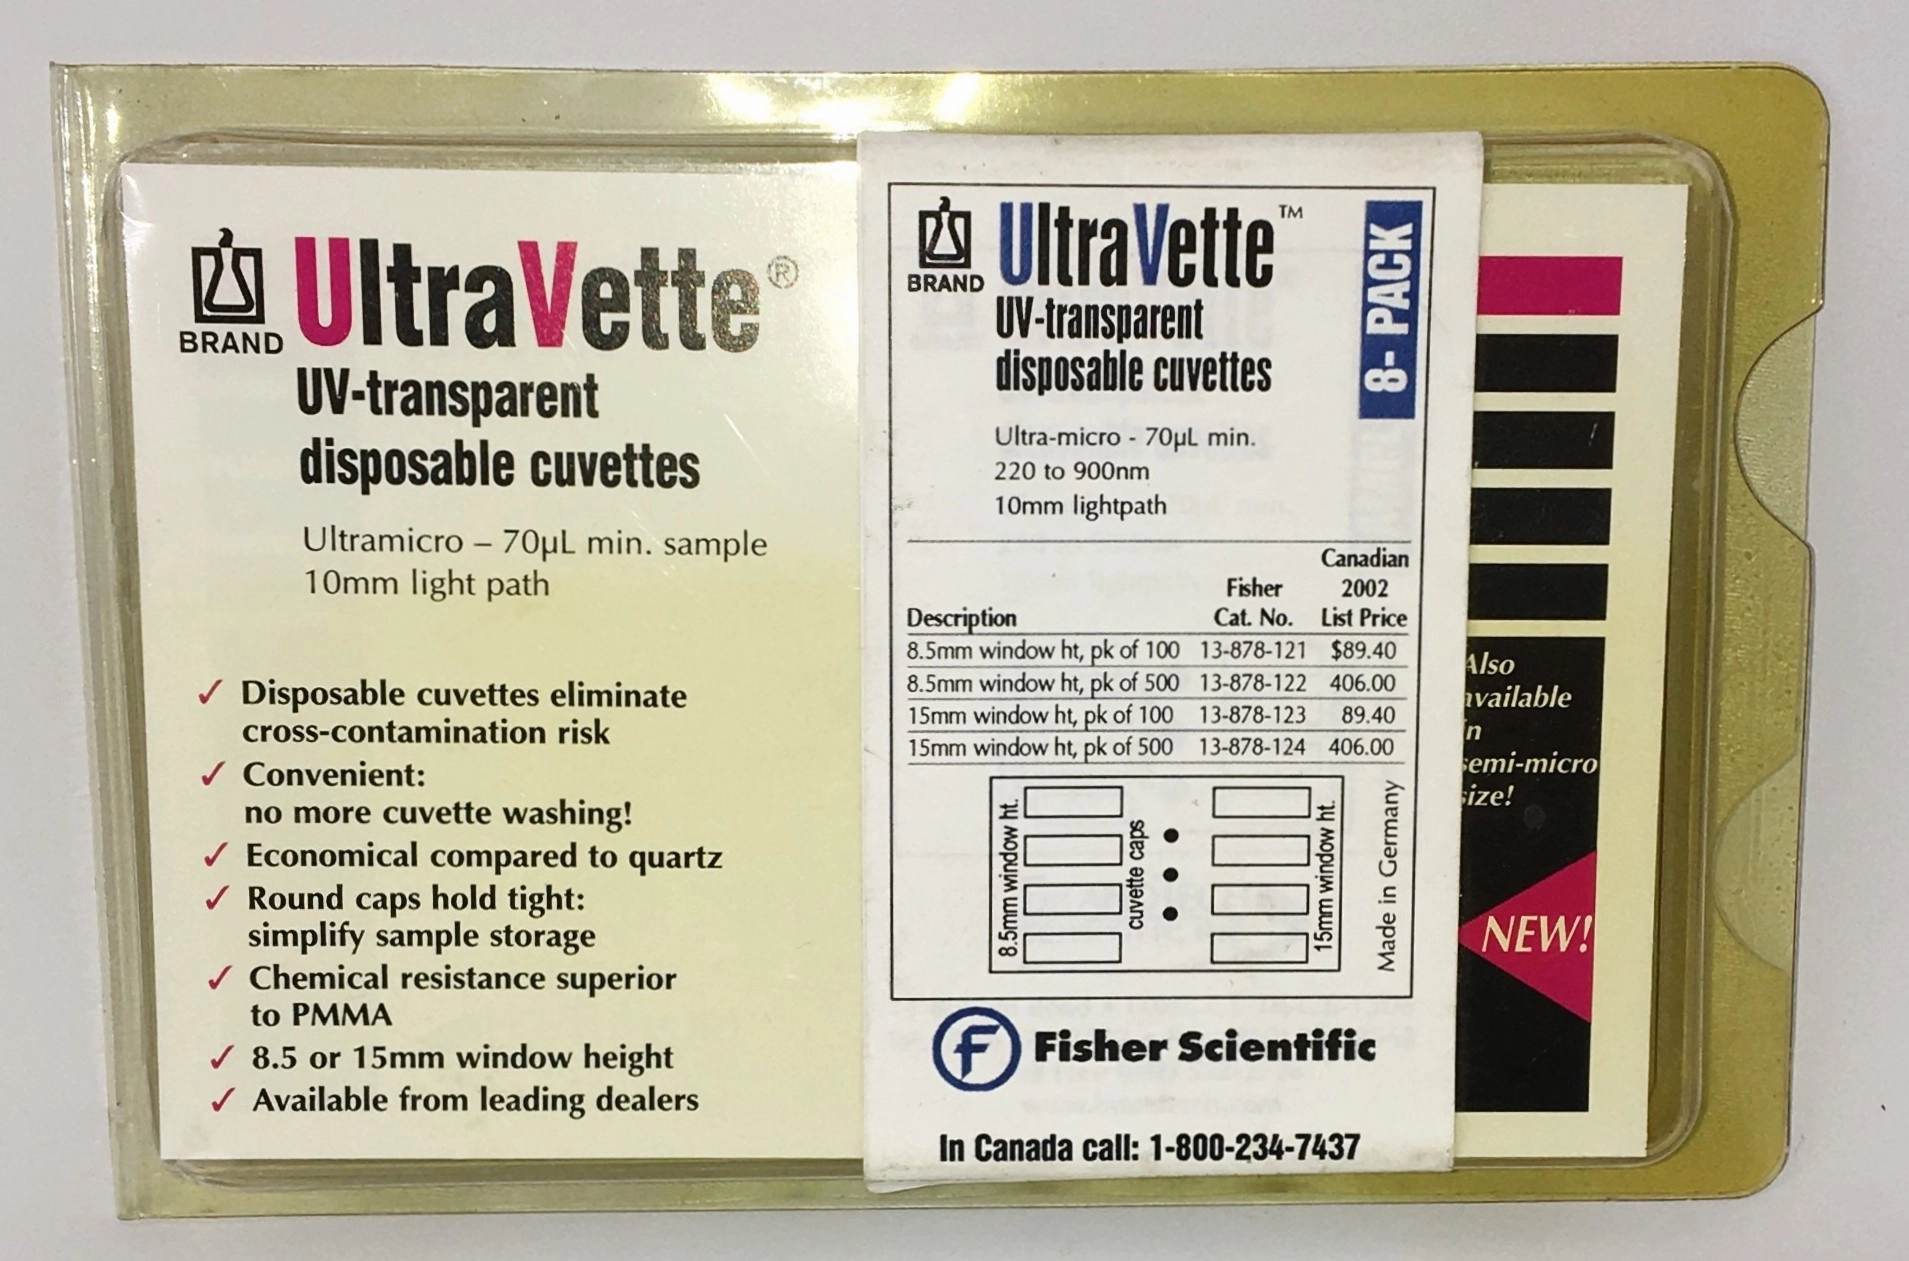 BRAND
UltraVette®
UV-transparent
disposable cuvettes
Ultramicro – 70µL min. sample
10mm light path
✓ Disposable cuvettes eliminate
cross-contamination risk
✓ Convenient:
no more cuvette washing!
✓ Economical compared to quartz
✓ Round caps hold tight:
simplify sample storage
✓ Chemical resistance superior
to PMMA
✓ 8.5 or 15mm window height
✓ Available from leading dealers
BRAND
UltraVette™
UV-transparent
disposable cuvettes
8- PACK
Ultra-micro - 70µL min.
220 to 900nm
10mm lightpath
Canadian
Fisher 2002
Description Cat. No. List Price
8.5mm window ht, pk of 100 13-878-121 $89.40
8.5mm window ht, pk of 500 13-878-122 406.00
15mm window ht, pk of 100 13-878-123 89.40
15mm window ht, pk of 500 13-878-124 406.00
8.5mm window ht.
cuvette caps
15mm window ht.
Made in Germany
Fisher Scientific
In Canada call: 1-800-234-7437
Also
available
in
semi-micro
size!
NEW!